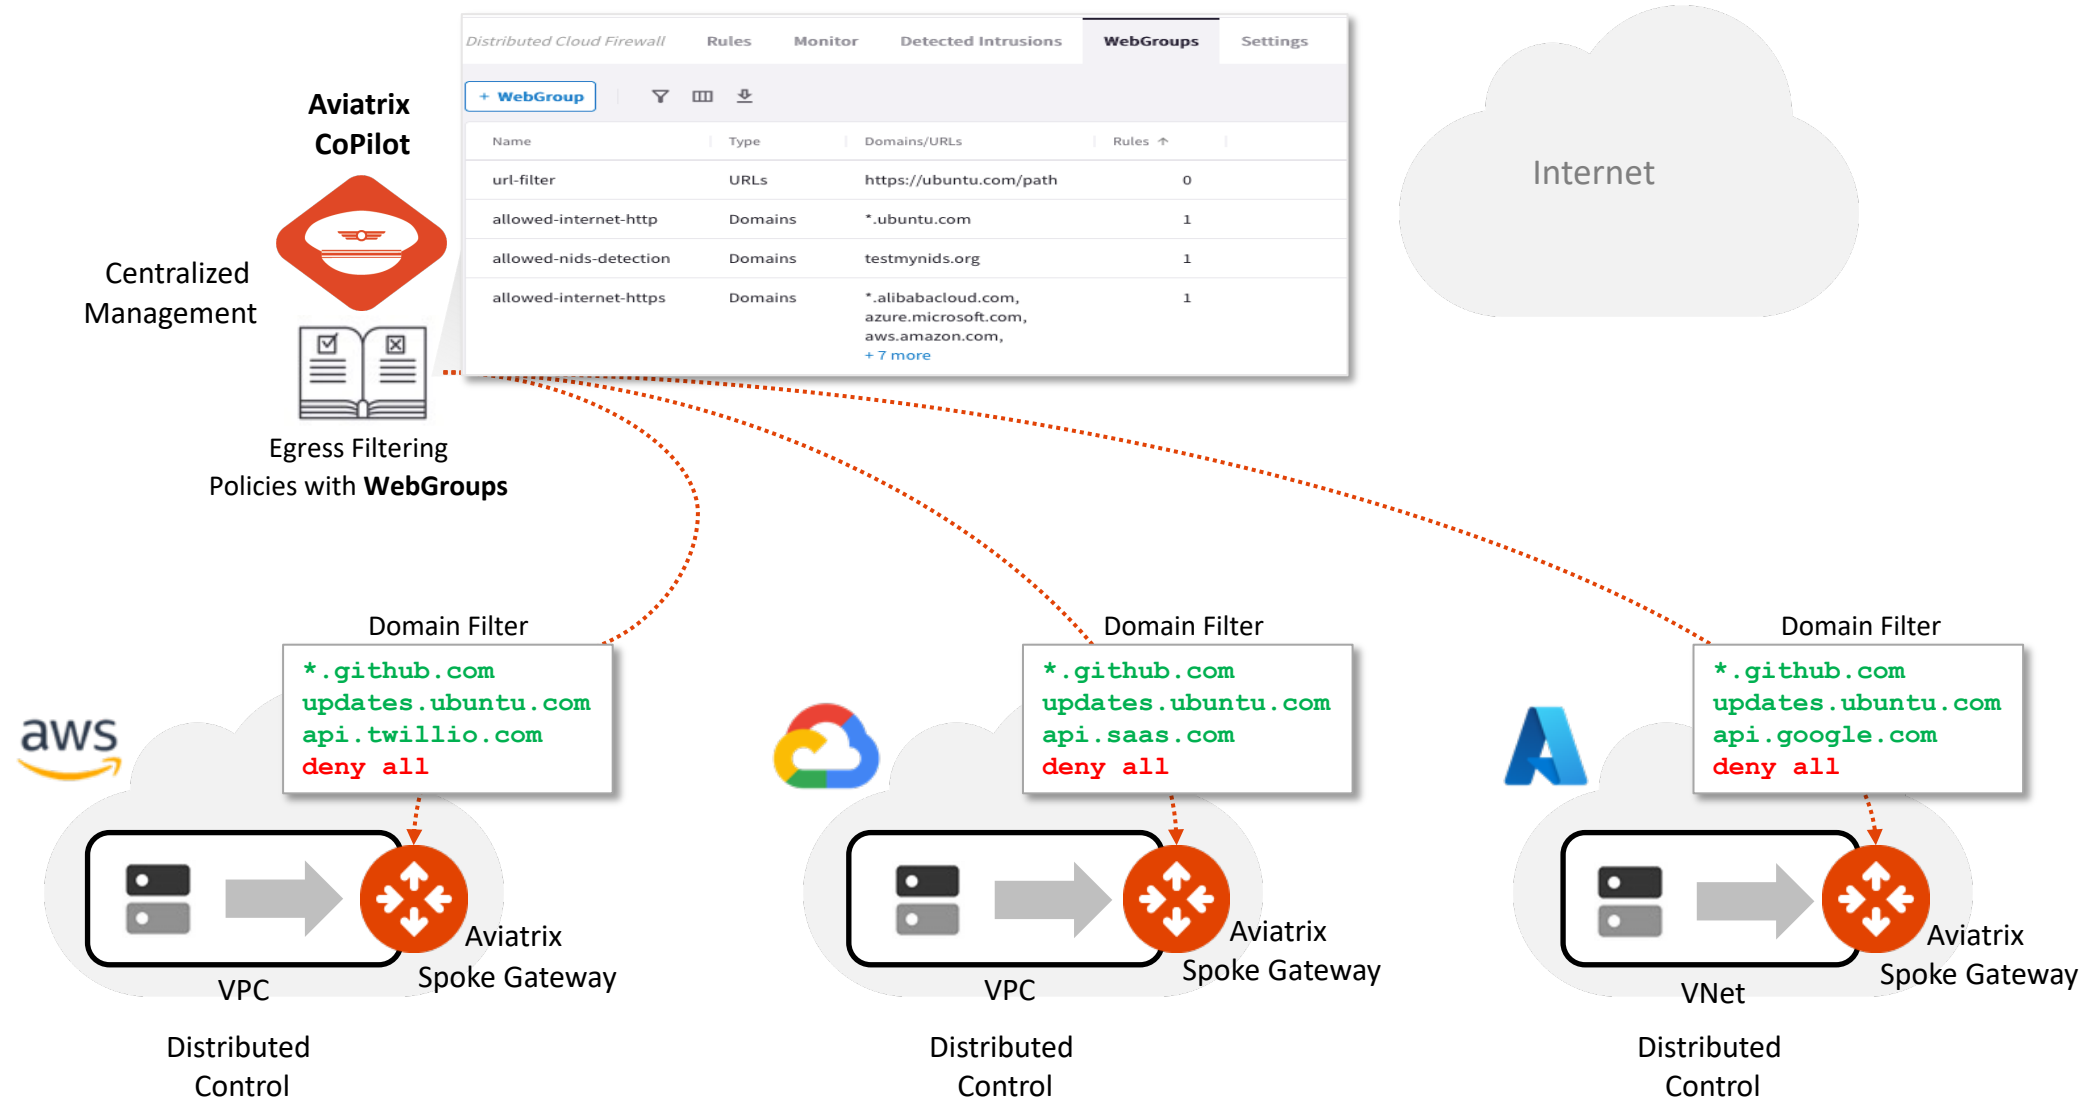 Distributed Cloud Firewall Rules Monitor Detected Intrusions WebGroups Settings
+ WebGroup
Name Type Domains/URLs Rules ↑
url-filter URLs https://ubuntu.com/path 0
allowed-internet-http Domains *.ubuntu.com 1
allowed-nids-detection Domains testmynids.org 1
allowed-internet-https Domains *.alibabacloud.com, 1
azure.microsoft.com,
aws.amazon.com,
+ 7 more
Aviatrix
CoPilot
Centralized
Management
Egress Filtering
Policies with WebGroups
Internet
Domain Filter
*.github.com
updates.ubuntu.com
api.twillio.com
deny all
aws
Aviatrix
Spoke Gateway
VPC
Distributed
Control
Domain Filter
*.github.com
updates.ubuntu.com
api.saas.com
deny all
Aviatrix
Spoke Gateway
VPC
Distributed
Control
Domain Filter
*.github.com
updates.ubuntu.com
api.google.com
deny all
Aviatrix
Spoke Gateway
VNet
Distributed
Control